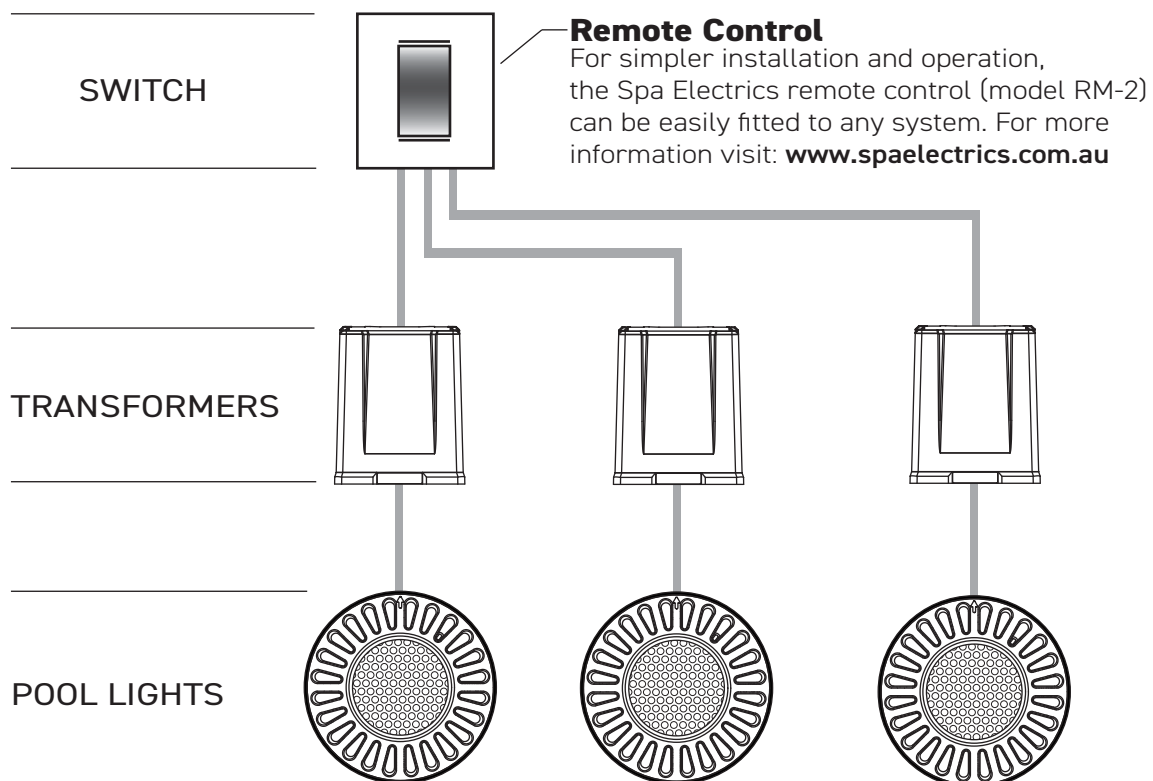 SWITCH
Remote Control
For simpler installation and operation,
the Spa Electrics remote control (model RM-2)
can be easily fitted to any system. For more
information visit: www.spaelectrics.com.au
TRANSFORMERS
POOL LIGHTS